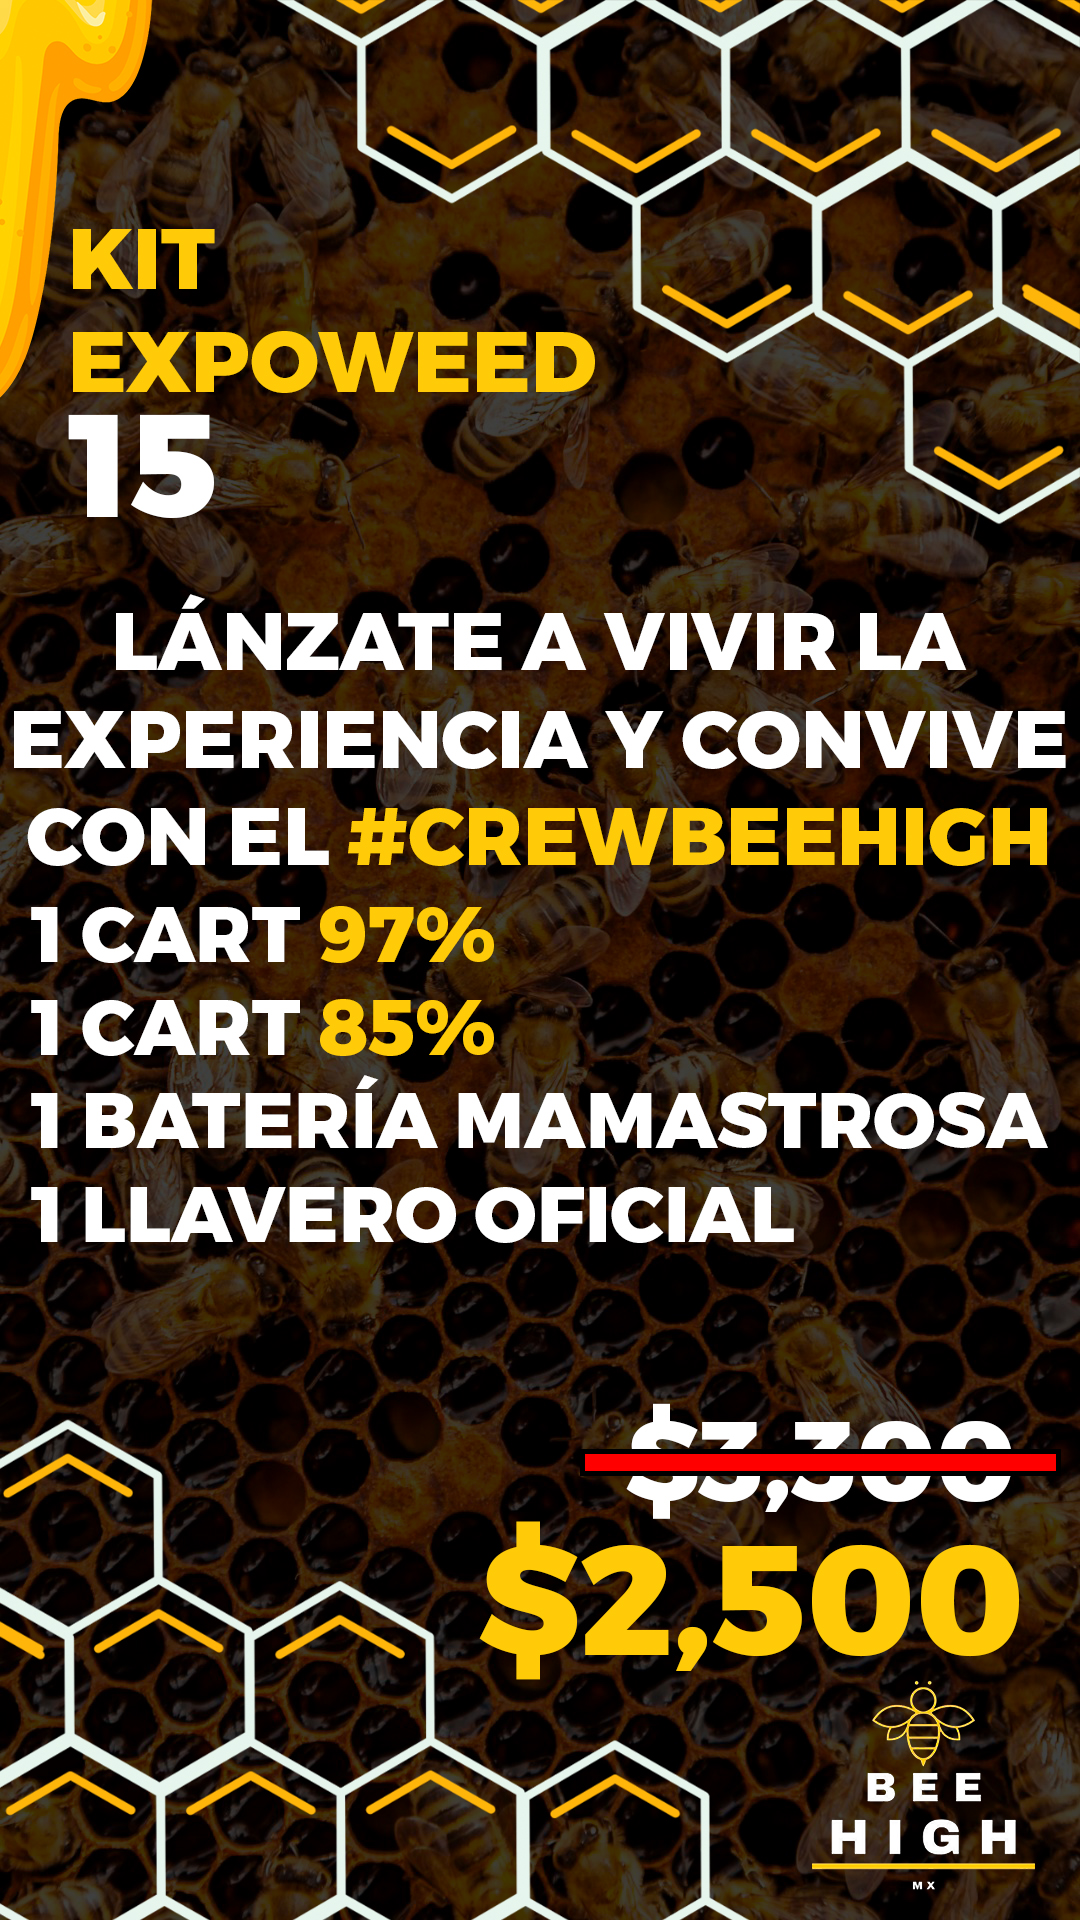 KIT
EXPOWEED
15
LÁNZATE A VIVIR LA
EXPERIENCIA Y CONVIVE
CON EL #CREWBEEHIGH
1 CART 97%
1 CART 85%
1 BATERÍA MAMASTROSA
1 LLAVERO OFICIAL
$3,300
$2,500
BEE
HIGH
MX